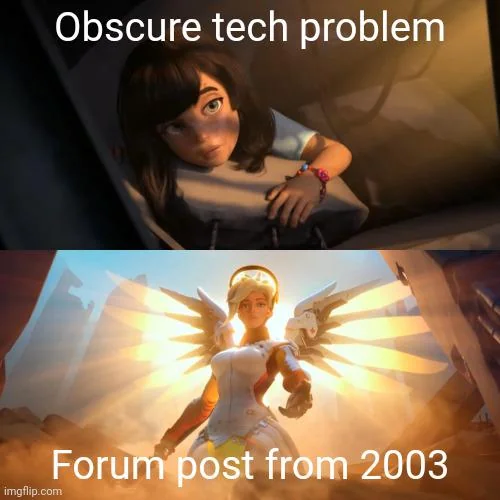 Obscure tech problem
Forum post from 2003
imgflip.com